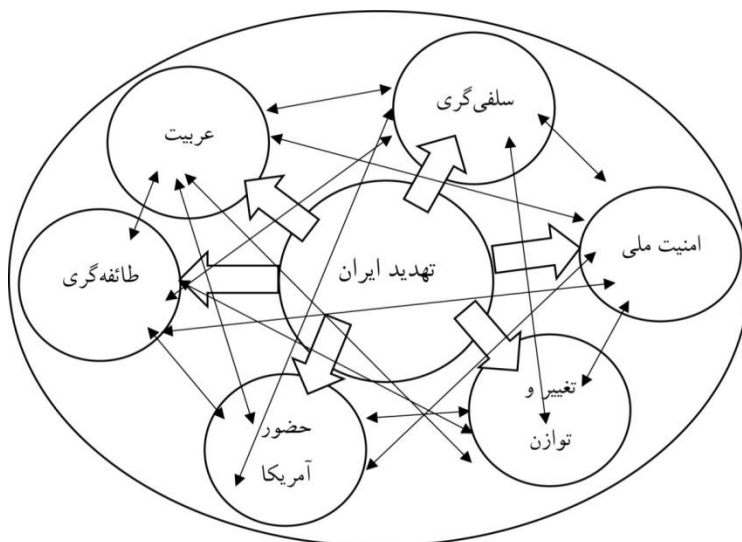 سلفی‌گری
عربیت
امنیت ملی
تهدید ایران
طائفه‌گری
تغییر و
توازن
حضور
آمریکا